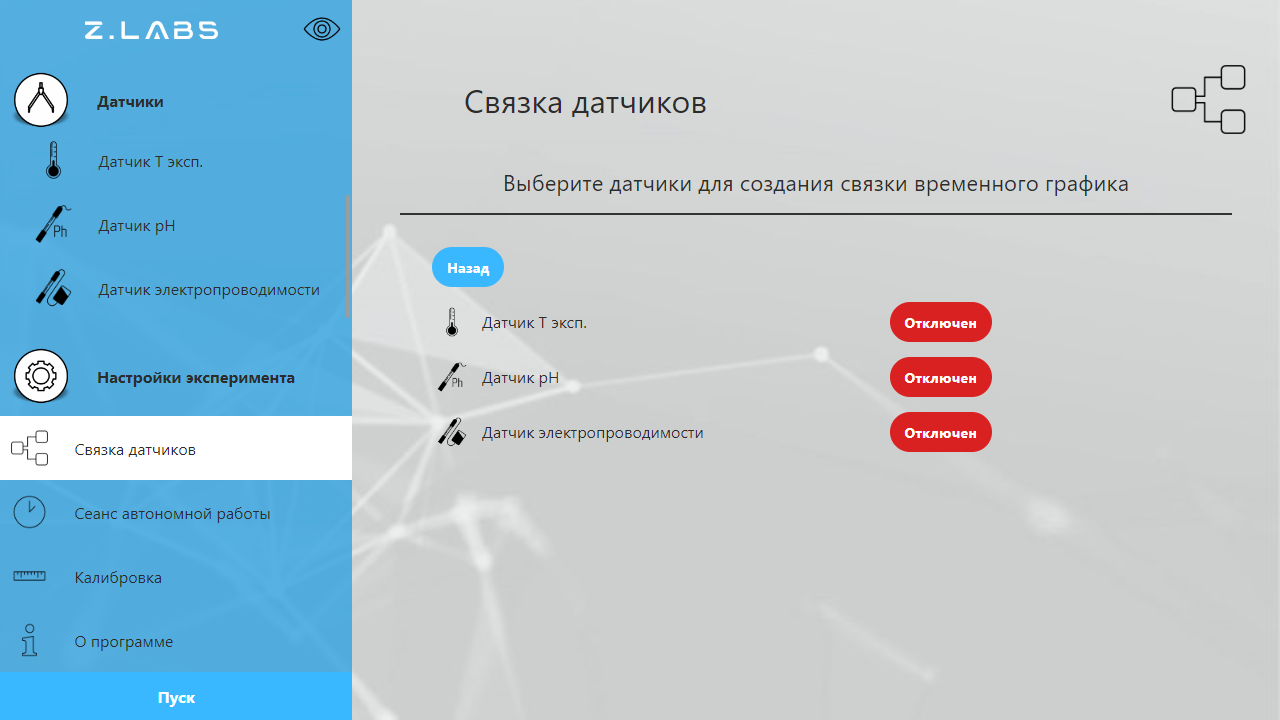 Z.LABS
Датчики
Датчик Т эксп.
Ph
Датчик pH
Датчик электропроводимости
Настройки эксперимента
Связка датчиков
Сеанс автономной работы
Калибровка
О программе
Пуск
Связка датчиков
Выберите датчики для создания связки временного графика
Назад
Датчик Т эксп. Отключен
Ph Датчик pH Отключен
Датчик электропроводимости Отключен